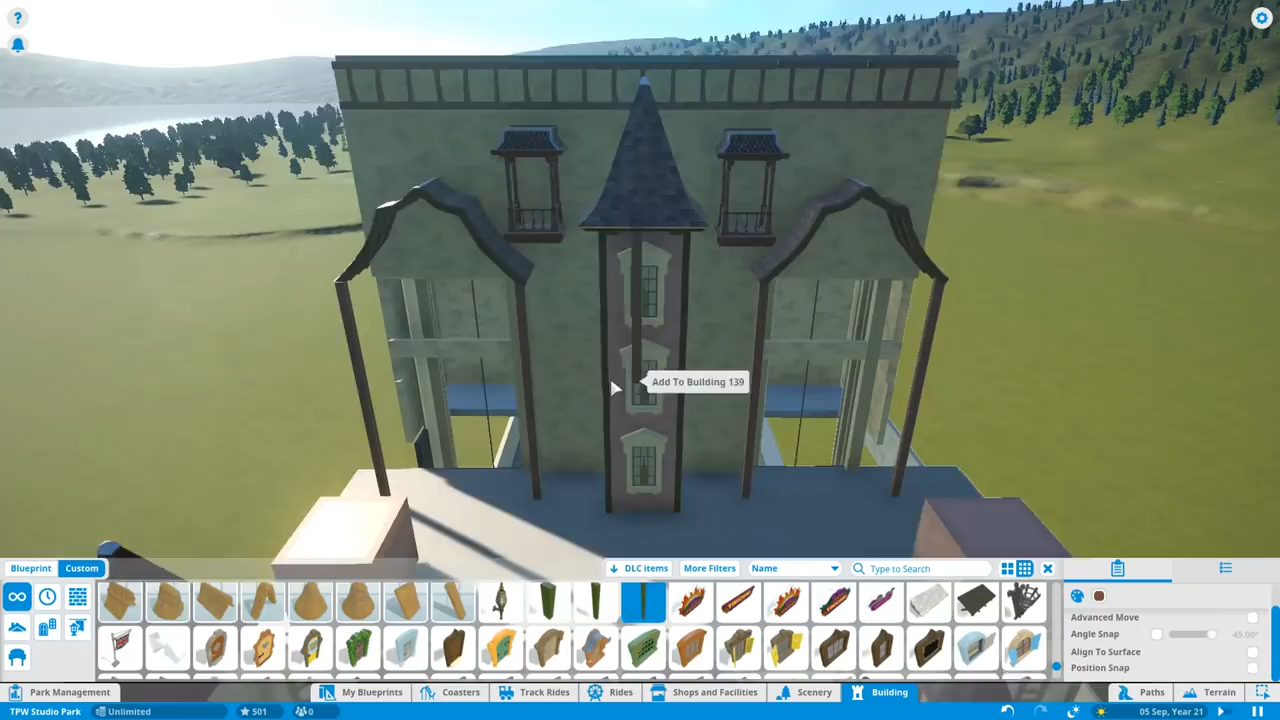 ?
Add To Building 139
Blueprint
Custom
DLC items
More Filters
Name
Type to Search
Advanced Move
Angle Snap
45.00°
Align To Surface
Position Snap
Park Management
My Blueprints
Coasters
Track Rides
Rides
Shops and Facilities
Scenery
Building
Paths
Terrain
TPW Studio Park
Unlimited
501
0
05 Sep, Year 21